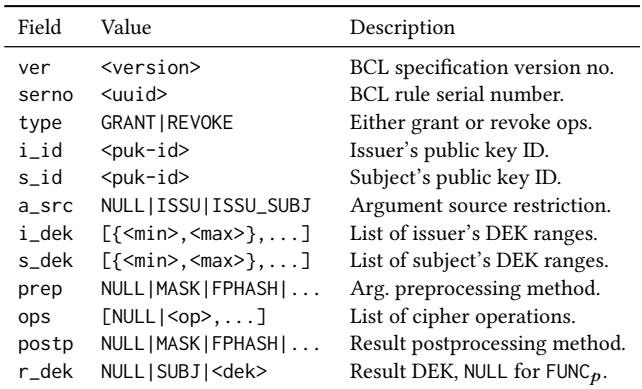 Field Value Description
ver <version> BCL specification version no.
serno <uuid> BCL rule serial number.
type GRANT|REVOKE Either grant or revoke ops.
i_id <puk-id> Issuer's public key ID.
s_id <puk-id> Subject's public key ID.
a_src NULL|ISSU|ISSU_SUBJ Argument source restriction.
i_dek [{<min>,<max>},...] List of issuer's DEK ranges.
s_dek [{<min>,<max>},...] List of subject's DEK ranges.
prep NULL|MASK|FPHASH|... Arg. preprocessing method.
ops [NULL|<op>,...] List of cipher operations.
postp NULL|MASK|FPHASH|... Result postprocessing method.
r_dek NULL|SUBJ|<dek> Result DEK, NULL for FUNCp.